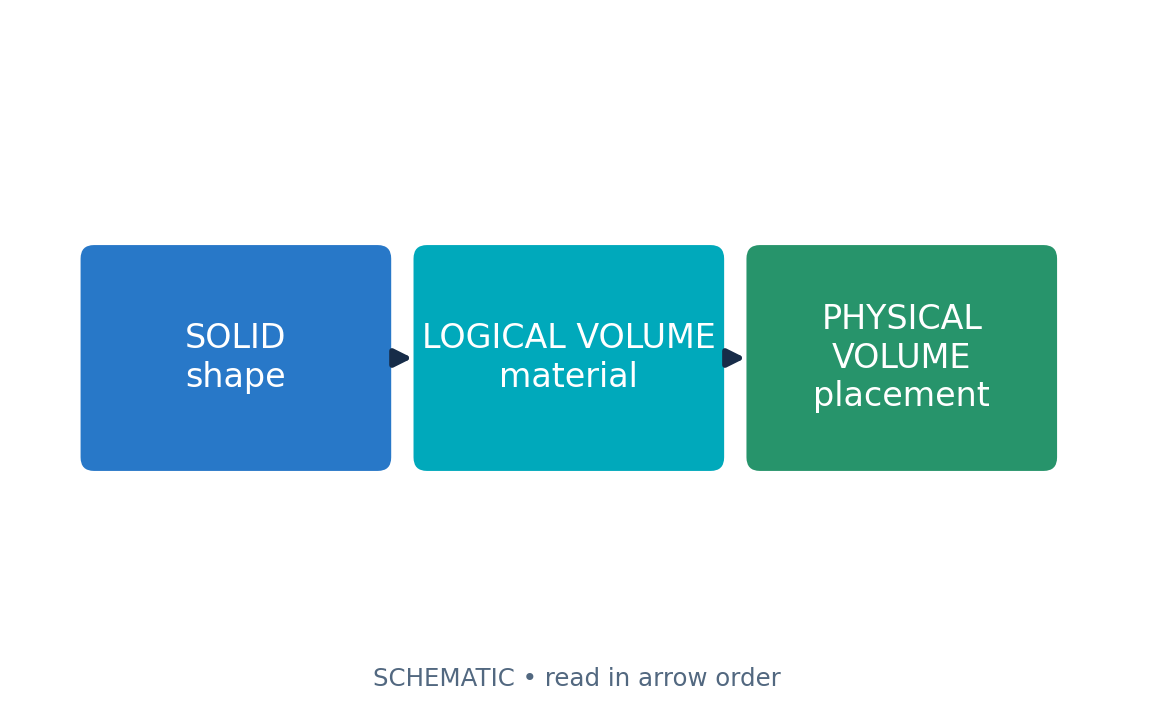 SOLID
shape
LOGICAL VOLUME
material
PHYSICAL
VOLUME
placement
SCHEMATIC • read in arrow order